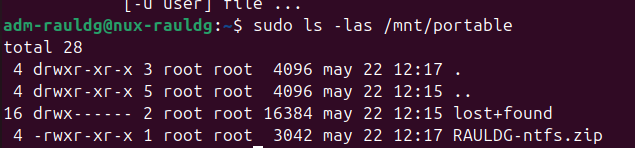 [-u user] file ...
adm-rauldg@nux-rauldg:~$ sudo ls -las /mnt/portable
total 28
 4 drwxr-xr-x 3 root root  4096 may 22 12:17 .
 4 drwxr-xr-x 5 root root  4096 may 22 12:15 ..
16 drwx------ 2 root root 16384 may 22 12:15 lost+found
 4 -rwxr-xr-x 1 root root  3042 may 22 12:17 RAULDG-ntfs.zip